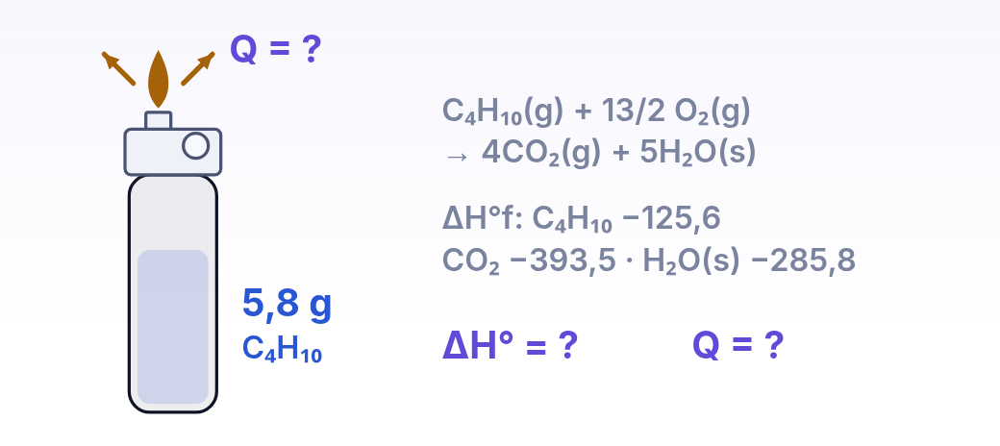 Q = ?
C₄H₁₀(g) + 13/2 O₂(g)
→ 4CO₂(g) + 5H₂O(s)
ΔH°f: C₄H₁₀ −125,6
CO₂ −393,5 · H₂O(s) −285,8
5,8 g
C₄H₁₀
ΔH° = ?
Q = ?